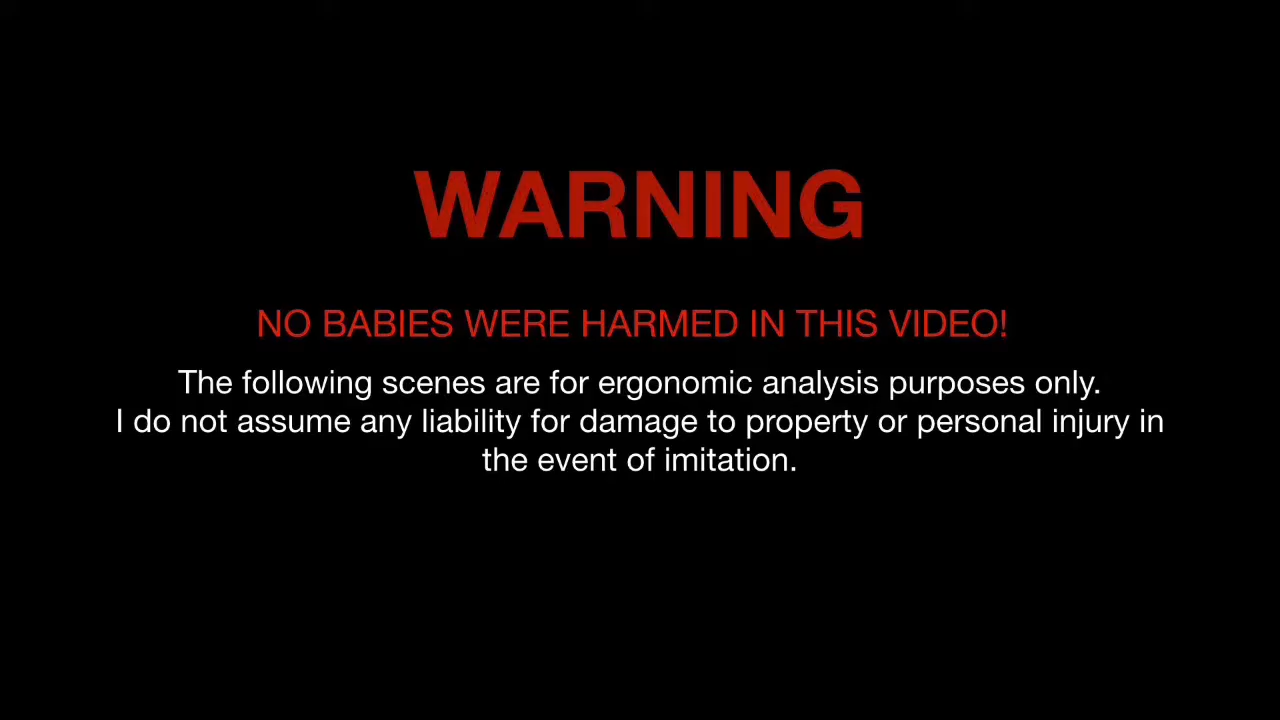 WARNING
NO BABIES WERE HARMED IN THIS VIDEO!
The following scenes are for ergonomic analysis purposes only.
I do not assume any liability for damage to property or personal injury in
the event of imitation.